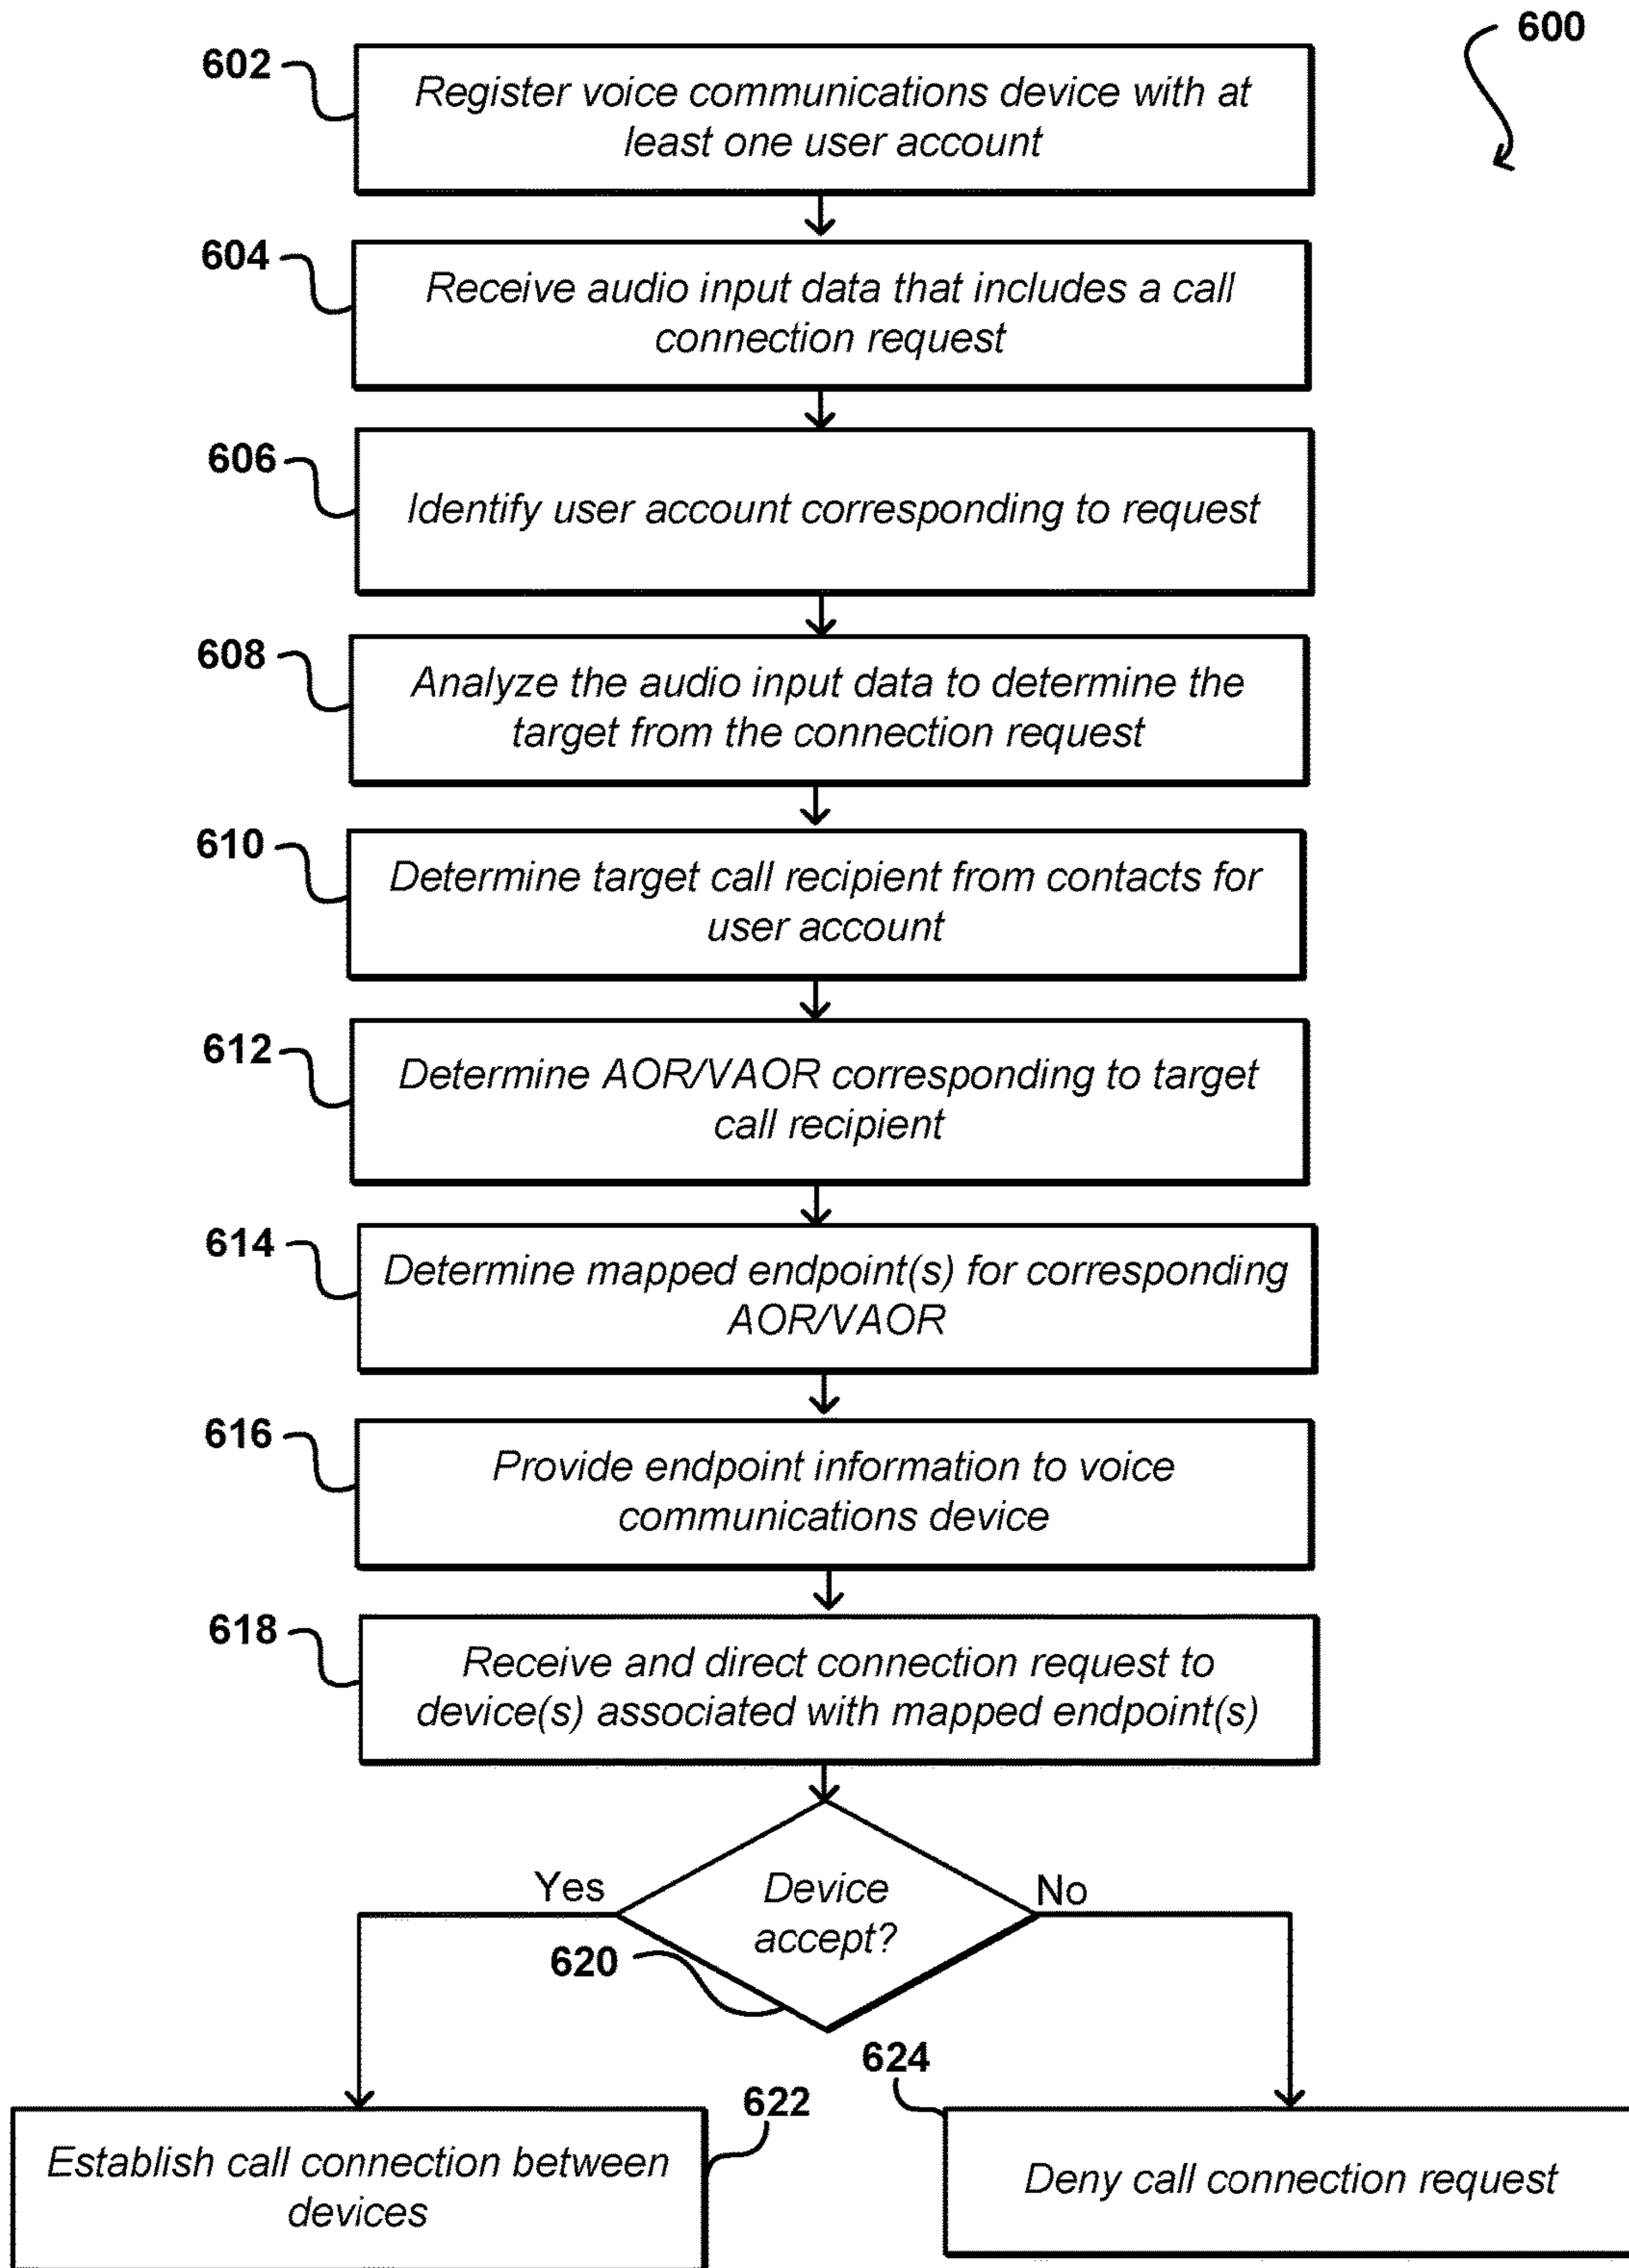 600
602
Register voice communications device with at
least one user account
604
Receive audio input data that includes a call
connection request
606
Identify user account corresponding to request
608
Analyze the audio input data to determine the
target from the connection request
610
Determine target call recipient from contacts for
user account
612
Determine AOR/VAOR corresponding to target
call recipient
614
Determine mapped endpoint(s) for corresponding
AOR/VAOR
616
Provide endpoint information to voice
communications device
618
Receive and direct connection request to
device(s) associated with mapped endpoint(s)
Yes
Device
accept?
No
620
624
622
Establish call connection between
devices
Deny call connection request